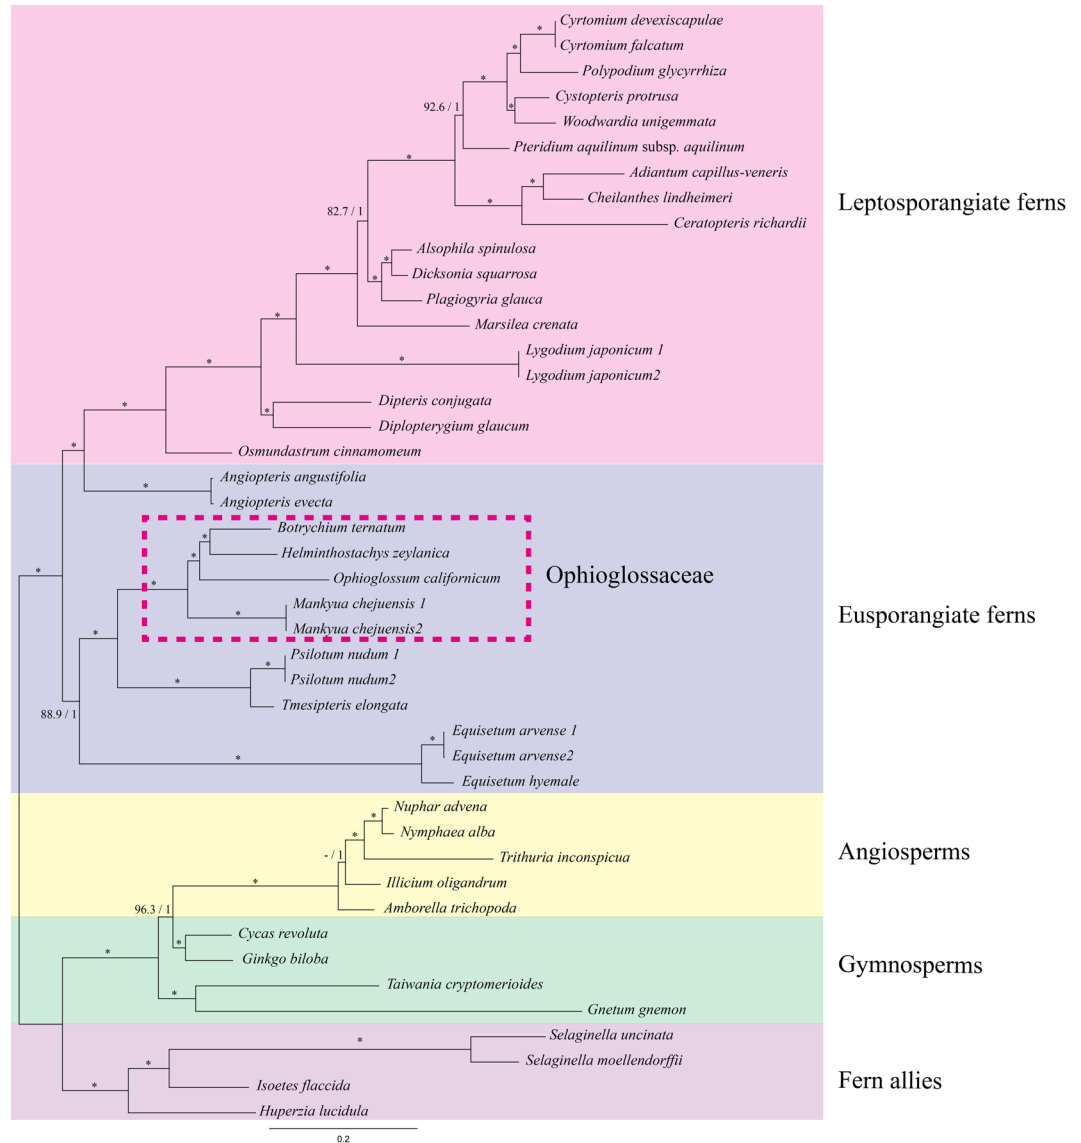 Cyrtomium devexiscapulae
*
Cyrtomium falcatum
*
Polypodium glycyrrhiza
*
Cystopteris protrusa
92.6 / 1
*
Woodwardia unigemmata
Pteridium aquilinum subsp. aquilinum
*
Adiantum capillus-veneris
*
Cheilanthes lindheimeri
Leptosporangiate ferns
*
82.7 / 1
Ceratopteris richardii
Alsophila spinulosa
*
*
Dicksonia squarrosa
*
Plagiogyria glauca
*
Marsilea crenata
Lygodium japonicum 1
*
*
Lygodium japonicum2
*
Dipteris conjugata
*
Diplopterygium glaucum
*
Osmundastrum cinnamomeum
Angiopteris angustifolia
*
Angiopteris evecta
Botrychium ternatum
*
Helminthostachys zeylanica
*
*
Ophioglossum californicum
Ophioglossaceae
*
Mankyua chejuensis 1
*
Eusporangiate ferns
Mankyua chejuensis2
*
Psilotum nudum 1
*
Psilotum nudum2
*
Tmesipteris elongata
88.9 / 1
Equisetum arvense 1
*
Equisetum arvense2
*
Equisetum hyemale
Nuphar advena
*
Nymphaea alba
*
Trithuria inconspicua
- / 1
Angiosperms
Illicium oligandrum
*
Amborella trichopoda
96.3 / 1
Cycas revoluta
*
Ginkgo biloba
*
Gymnosperms
Taiwania cryptomerioides
*
Gnetum gnemon
Selaginella uncinata
*
Selaginella moellendorffii
*
Isoetes flaccida
*
Fern allies
Huperzia lucidula
0.2